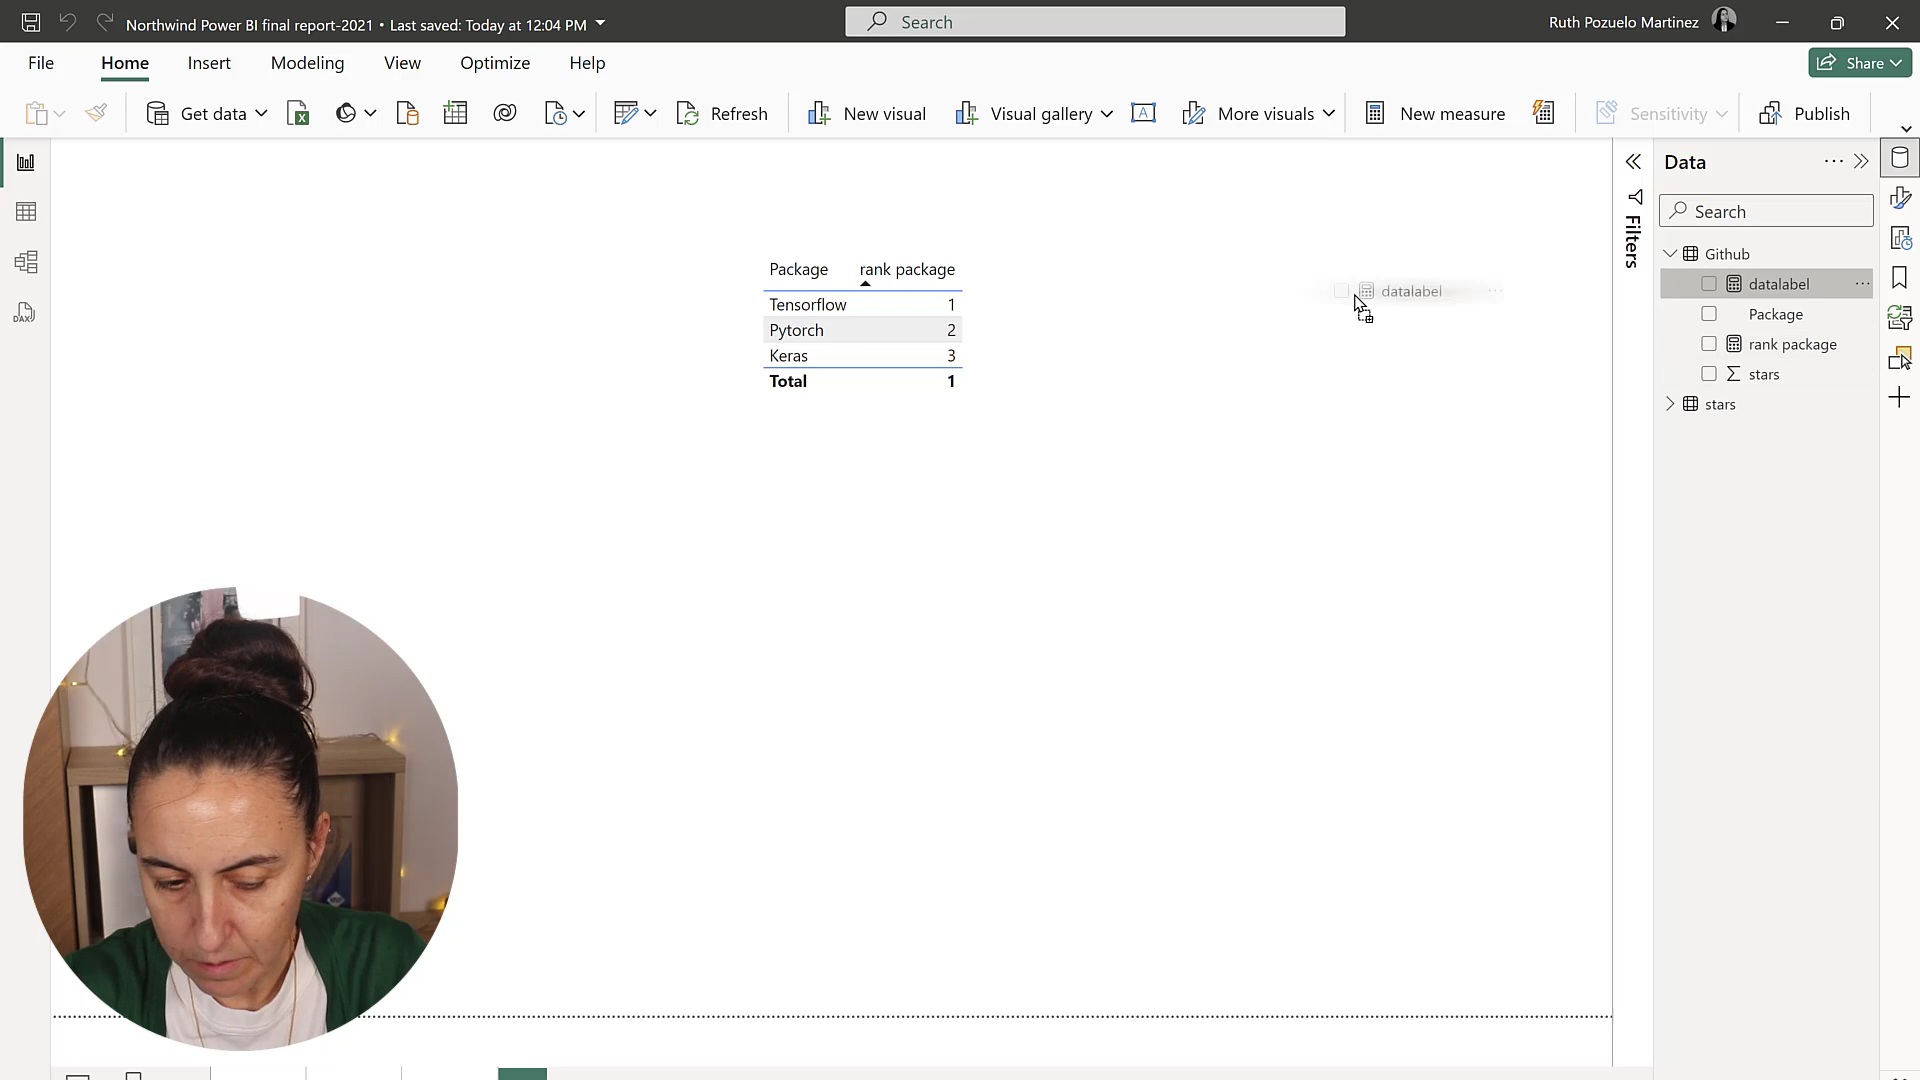 Northwind Power BI final report-2021 • Last saved: Today at 12:04 PM
Search
Ruth Pozuelo Martinez
File
Home
Insert
Modeling
View
Optimize
Help
Share
Get data
Refresh
New visual
Visual gallery
More visuals
New measure
Sensitivity
Publish
DAX
A
Filters
Data
Search
Github
datalabel
Package
rank package
stars
stars
datalabel
Package rank package
Tensorflow 1
Pytorch 2
Keras 3
Total 1